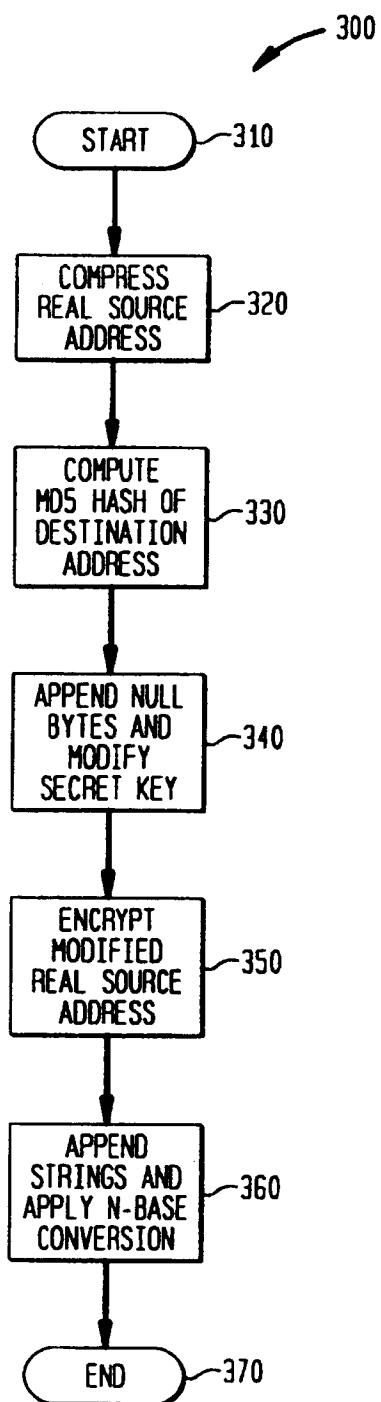 300
START
310
COMPRESS
REAL SOURCE
ADDRESS
320
COMPUTE
MD5 HASH OF
DESTINATION
ADDRESS
330
APPEND NULL
BYTES AND
MODIFY
SECRET KEY
340
ENCRYPT
MODIFIED
REAL SOURCE
ADDRESS
350
APPEND
STRINGS AND
APPLY N-BASE
CONVERSION
360
END
370